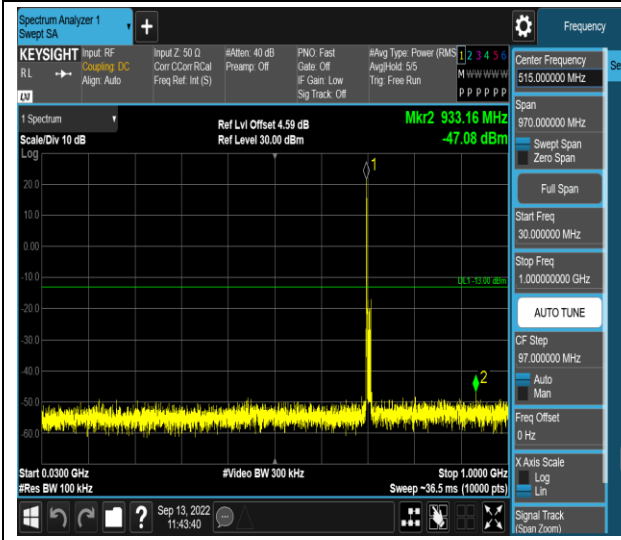 Spectrum Analyzer 1
Swept SA
Frequency
KEYSIGHT
RL
LXI
Input: RF
Coupling: DC
Align: Auto
Input Z: 50 Ω
Corr CCorr RCal
Freq Ref: Int (S)
#Atten: 40 dB
Preamp: Off
PNO: Fast
Gate: Off
IF Gain: Low
Sig Track: Off
#Avg Type: Power (RMS
Avg|Hold: 5/5
Trig: Free Run
1 2 3 4 5 6
M W W W W W
P P P P P P
1 Spectrum
Scale/Div 10 dB
Log
Ref Lvl Offset 4.59 dB
Ref Level 30.00 dBm
Mkr2 933.16 MHz
-47.08 dBm
1
20.0
10.0
0.00
-10.0
DL1 -13.00 dBm
-20.0
-30.0
-40.0
2
-50.0
-60.0
Start 0.0300 GHz
#Video BW 300 kHz
Stop 1.0000 GHz
#Res BW 100 kHz
Sweep ~36.5 ms (10000 pts)
Sep 13, 2022
11:43:40
Center Frequency
515.000000 MHz
Se
Span
970.000000 MHz
Swept Span
Zero Span
Full Span
Start Freq
30.000000 MHz
Stop Freq
1.000000000 GHz
AUTO TUNE
CF Step
97.000000 MHz
Auto
Man
Freq Offset
0 Hz
X Axis Scale
Log
Lin
Signal Track
(Span Zoom)